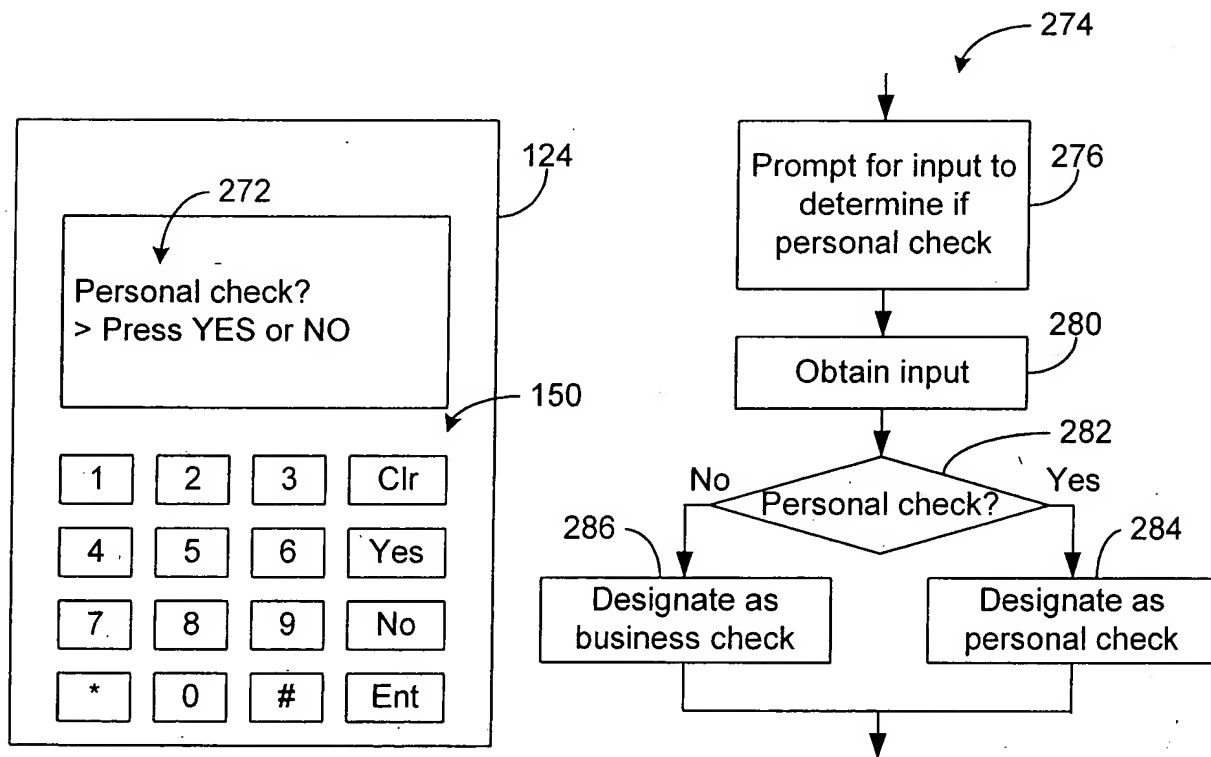 124
272
Personal check?
> Press YES or NO
150
1 2 3 Clr
4 5 6 Yes
7 8 9 No
* 0 # Ent
274
Prompt for input to
determine if
personal check
276
Obtain input
280
Personal check?
282
No
Yes
286
Designate as
business check
284
Designate as
personal check